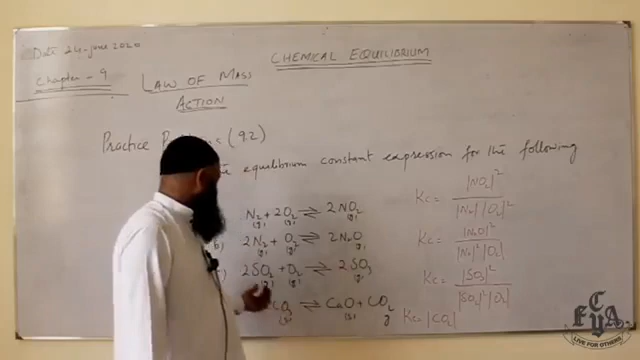 Date 24-June 2020
CHEMICAL EQUILIBRIUM
Chapter - 9
LAW OF MASS
ACTION
Practice (9.2)
equilibrium constant expression for the following
N₂ + 2O₂ ⇌ 2NO₂ Kc = |NO₂|² / |N₂| |O₂|²
(g) (g) (g)
b) 2N₂ + O₂ ⇌ 2N₂O Kc = |N₂O|² / |N₂|² |O₂|
(g) (g) (g)
2SO₂ + O₂ ⇌ 2SO₃ Kc = |SO₃|² / |SO₂|² |O₂|
(g) (g) (g)
CO₃ ⇌ CaO + CO₂ Kc = |CO₂|
(s) (s) g
LIVE FOR OTHERS